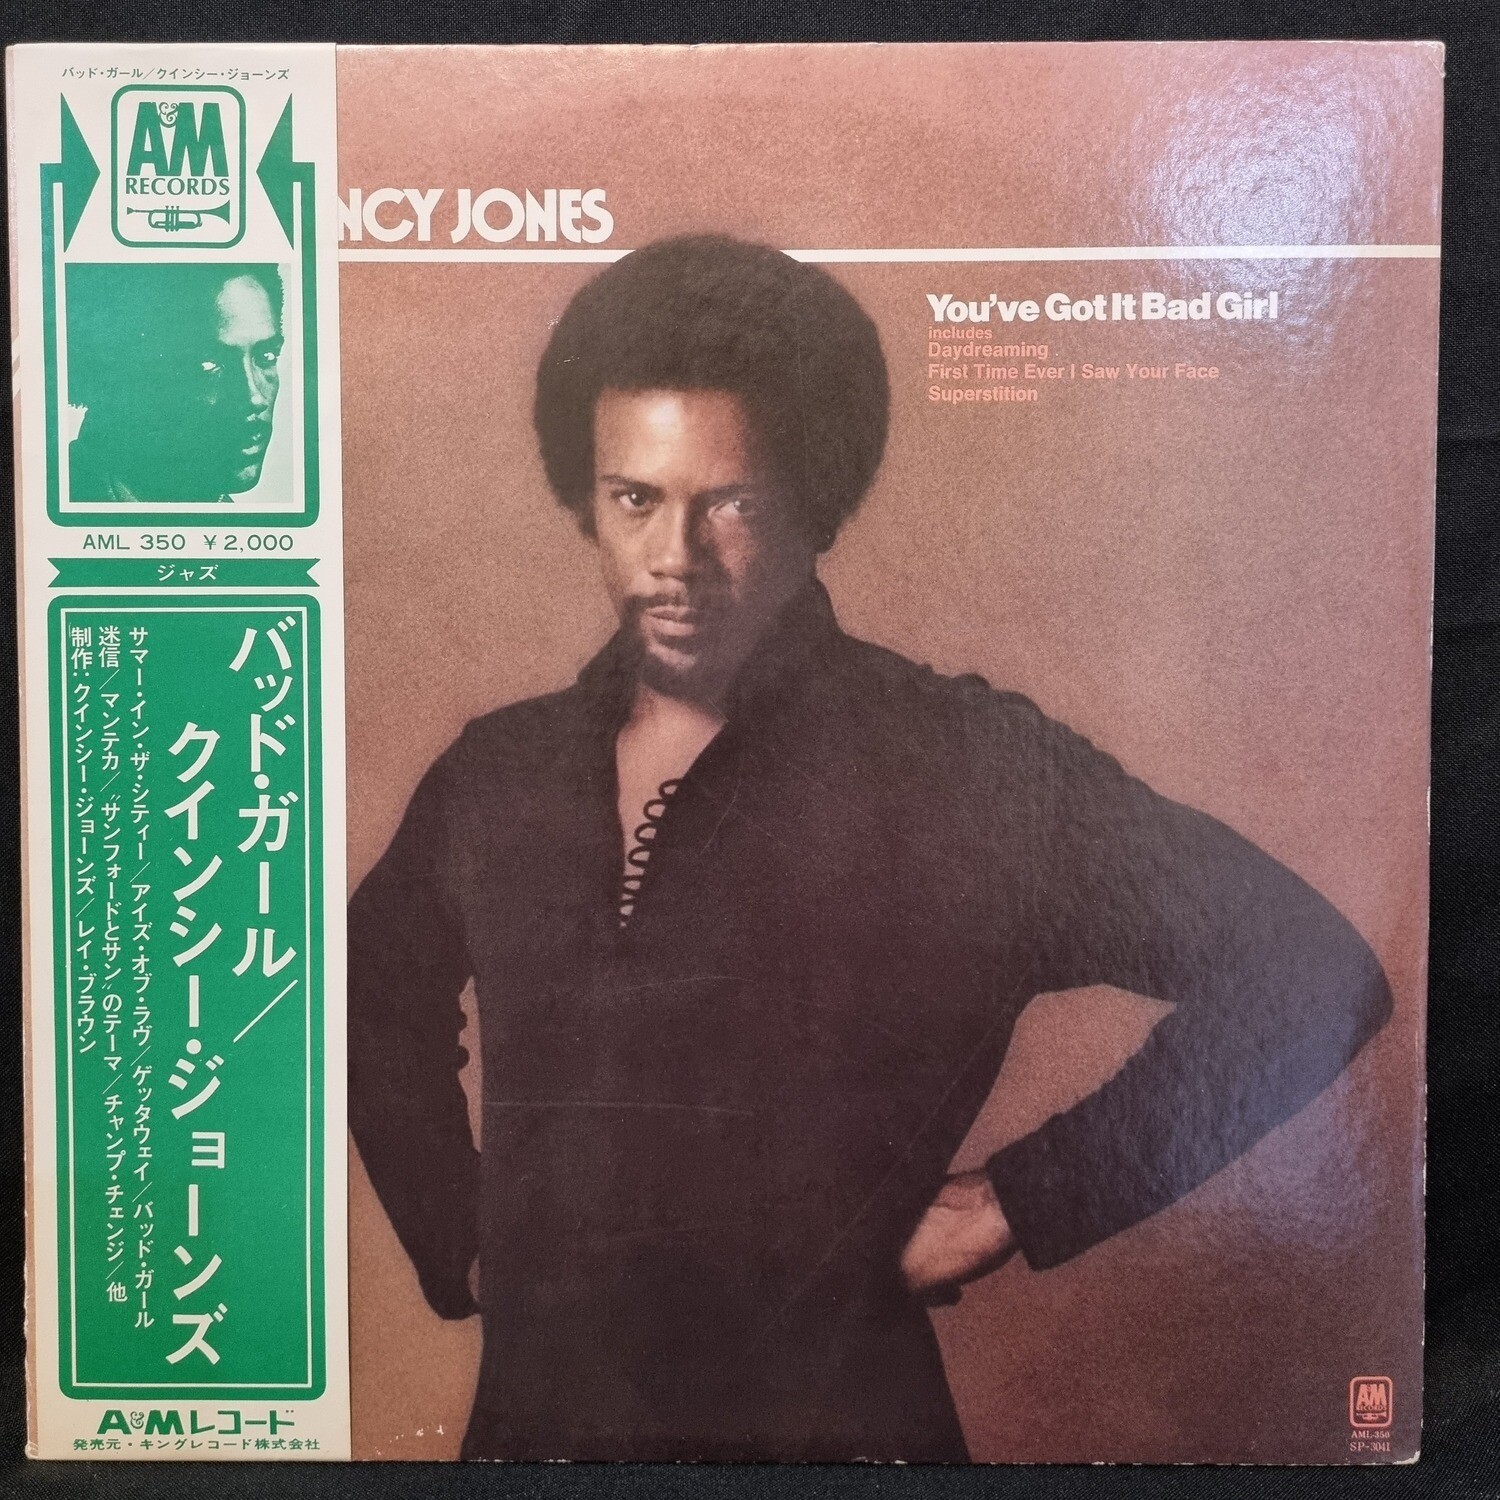 バッド・ガール／クインシー・ジョーンズ
A&M
RECORDS
AML 350 ￥2,000
ジャズ
バッド・ガール／
クインシー・ジョーンズ
サマー・イン・ザ・シティー／アイズ・オブ・ラヴ／ゲッタウェイ／バッド・ガール
迷信／マンテカ／“サンフォードとサン”のテーマ／チャンプ・チェンジ／他
制作：クインシー・ジョーンズ／レイ・ブラウン
A&Mレコード
発売元・キングレコード株式会社
NCY JONES
You've Got It Bad Girl
includes
Daydreaming
First Time Ever I Saw Your Face
Superstition
A&M
RECORDS
AML-350
SP-3041